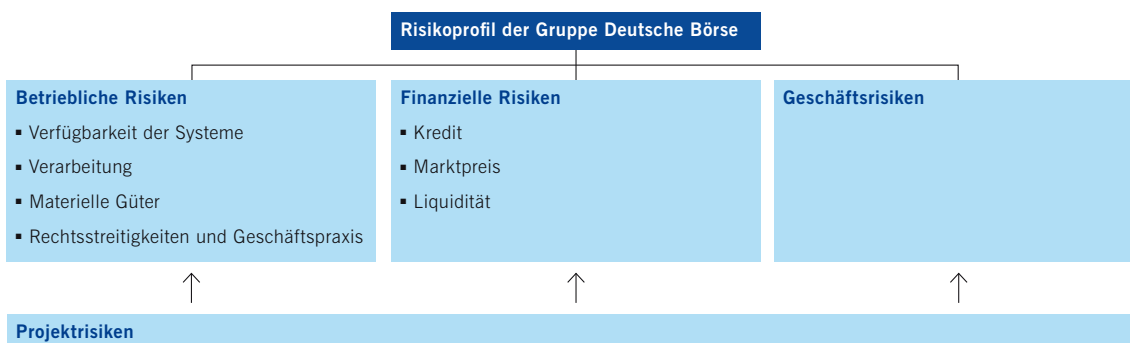 Risikoprofil der Gruppe Deutsche Börse
Betriebliche Risiken
▪ Verfügbarkeit der Systeme
▪ Verarbeitung
▪ Materielle Güter
▪ Rechtsstreitigkeiten und Geschäftspraxis
Finanzielle Risiken
▪ Kredit
▪ Marktpreis
▪ Liquidität
Geschäftsrisiken
Projektrisiken